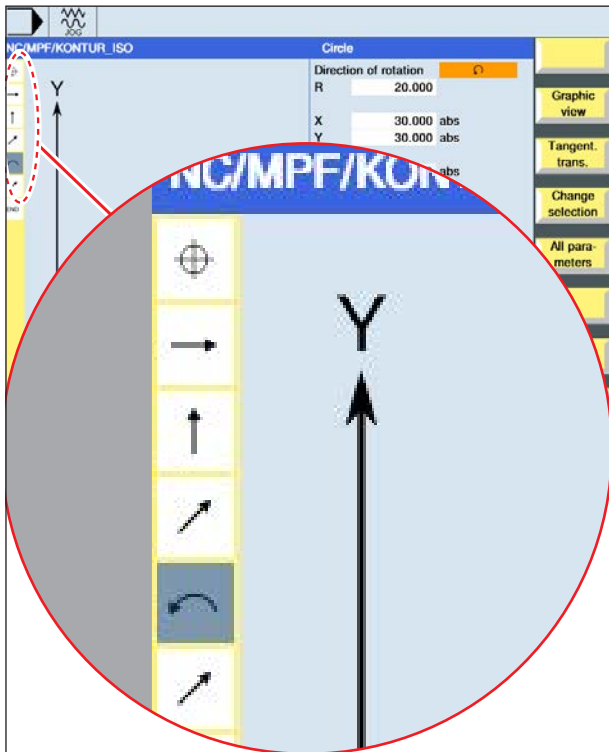 JOG
NC/MPF/KONTUR_ISO
Circle
Direction of rotation
R 20.000
X 30.000 abs
Y 30.000 abs
abs
Graphic
view
Tangent.
trans.
Change
selection
All para-
meters
Y
END
NC/MPF/KON
Y